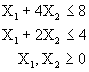 X₁ + 4X₂ ≤ 8
X₁ + 2X₂ ≤ 4
X₁, X₂ ≥ 0